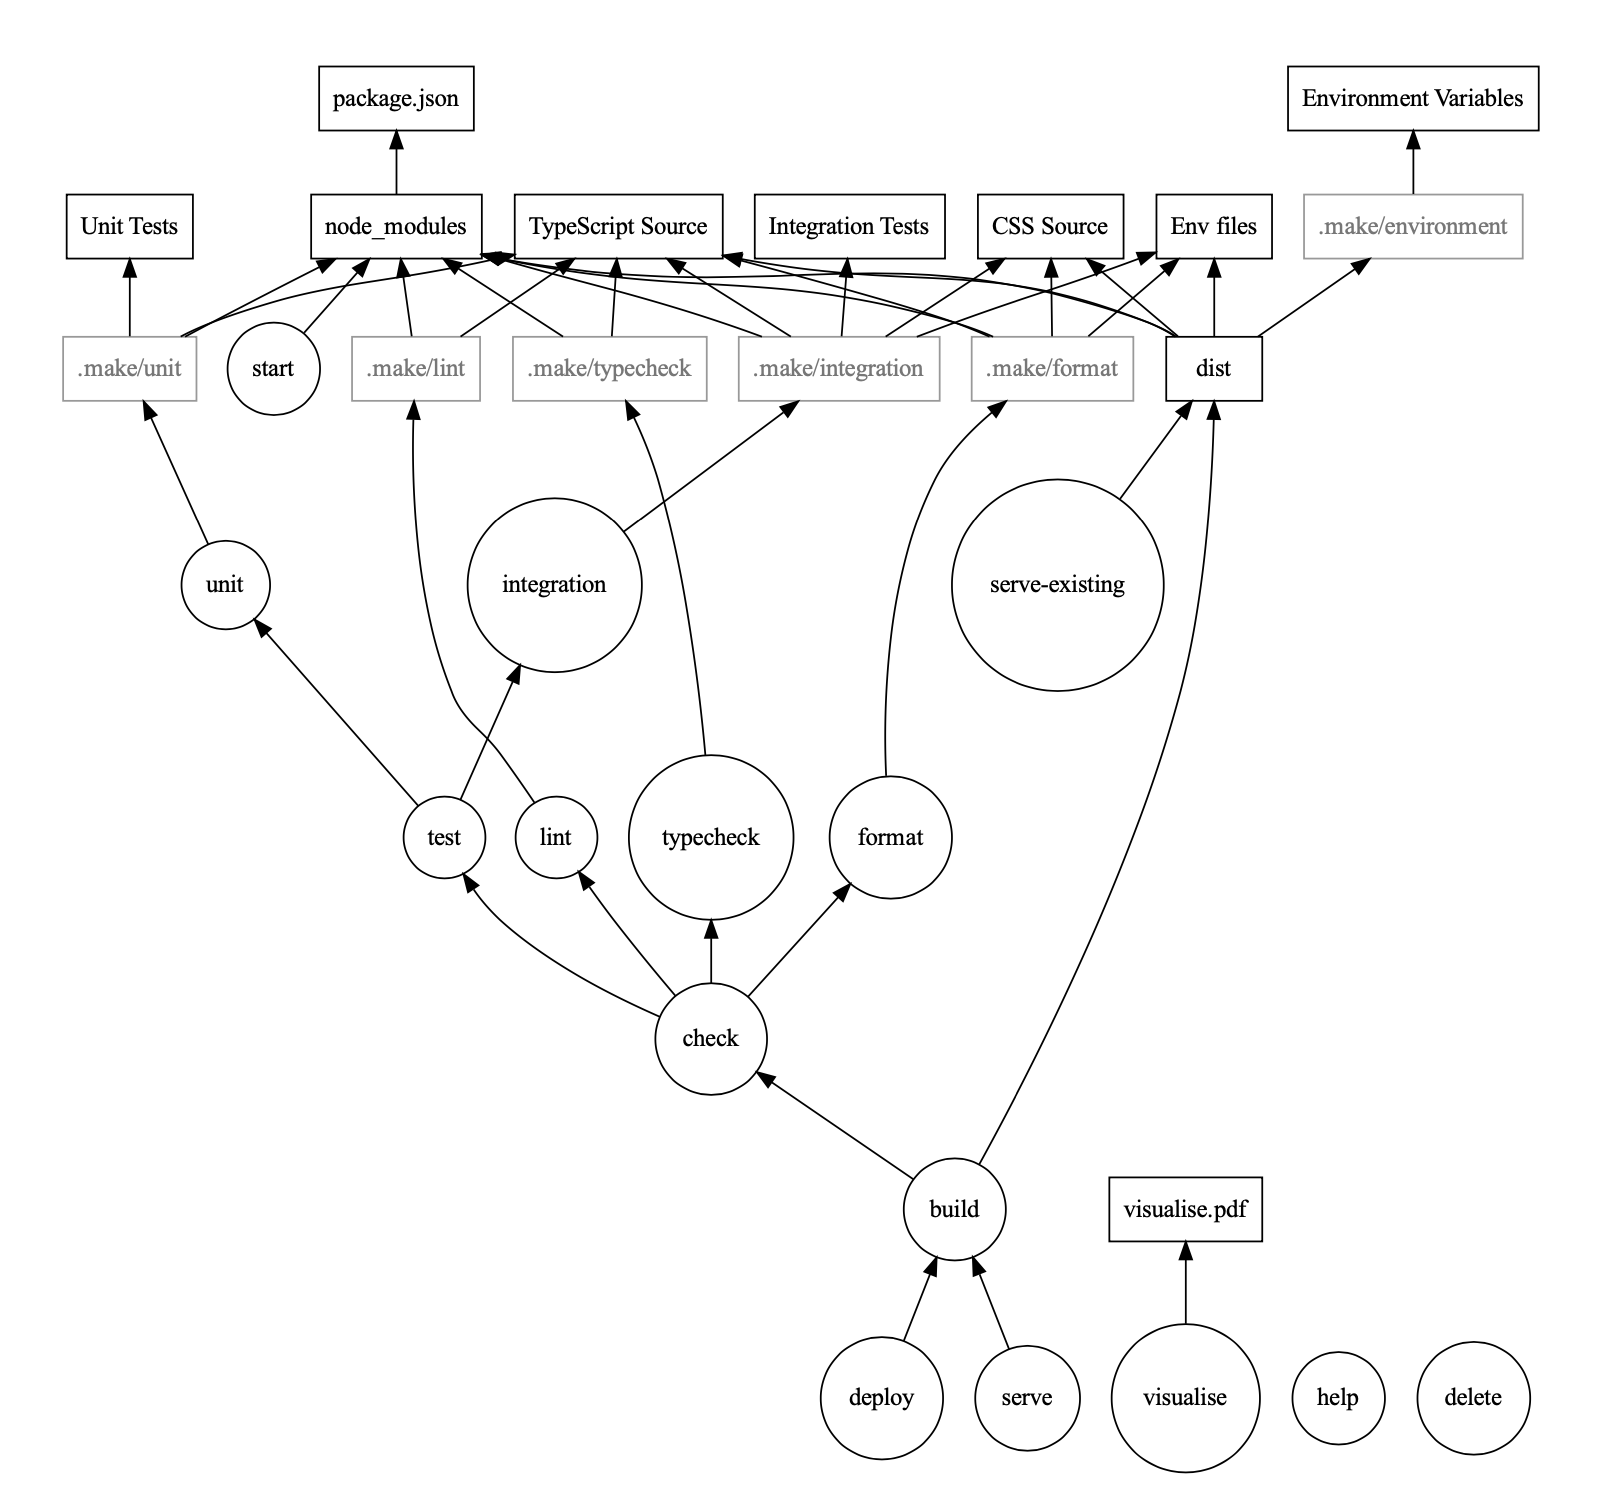 package.json
Environment Variables
Unit Tests
node_modules
TypeScript Source
Integration Tests
CSS Source
Env files
.make/environment
.make/unit
start
.make/lint
.make/typecheck
.make/integration
.make/format
dist
unit
integration
serve-existing
test
lint
typecheck
format
check
build
visualise.pdf
deploy
serve
visualise
help
delete